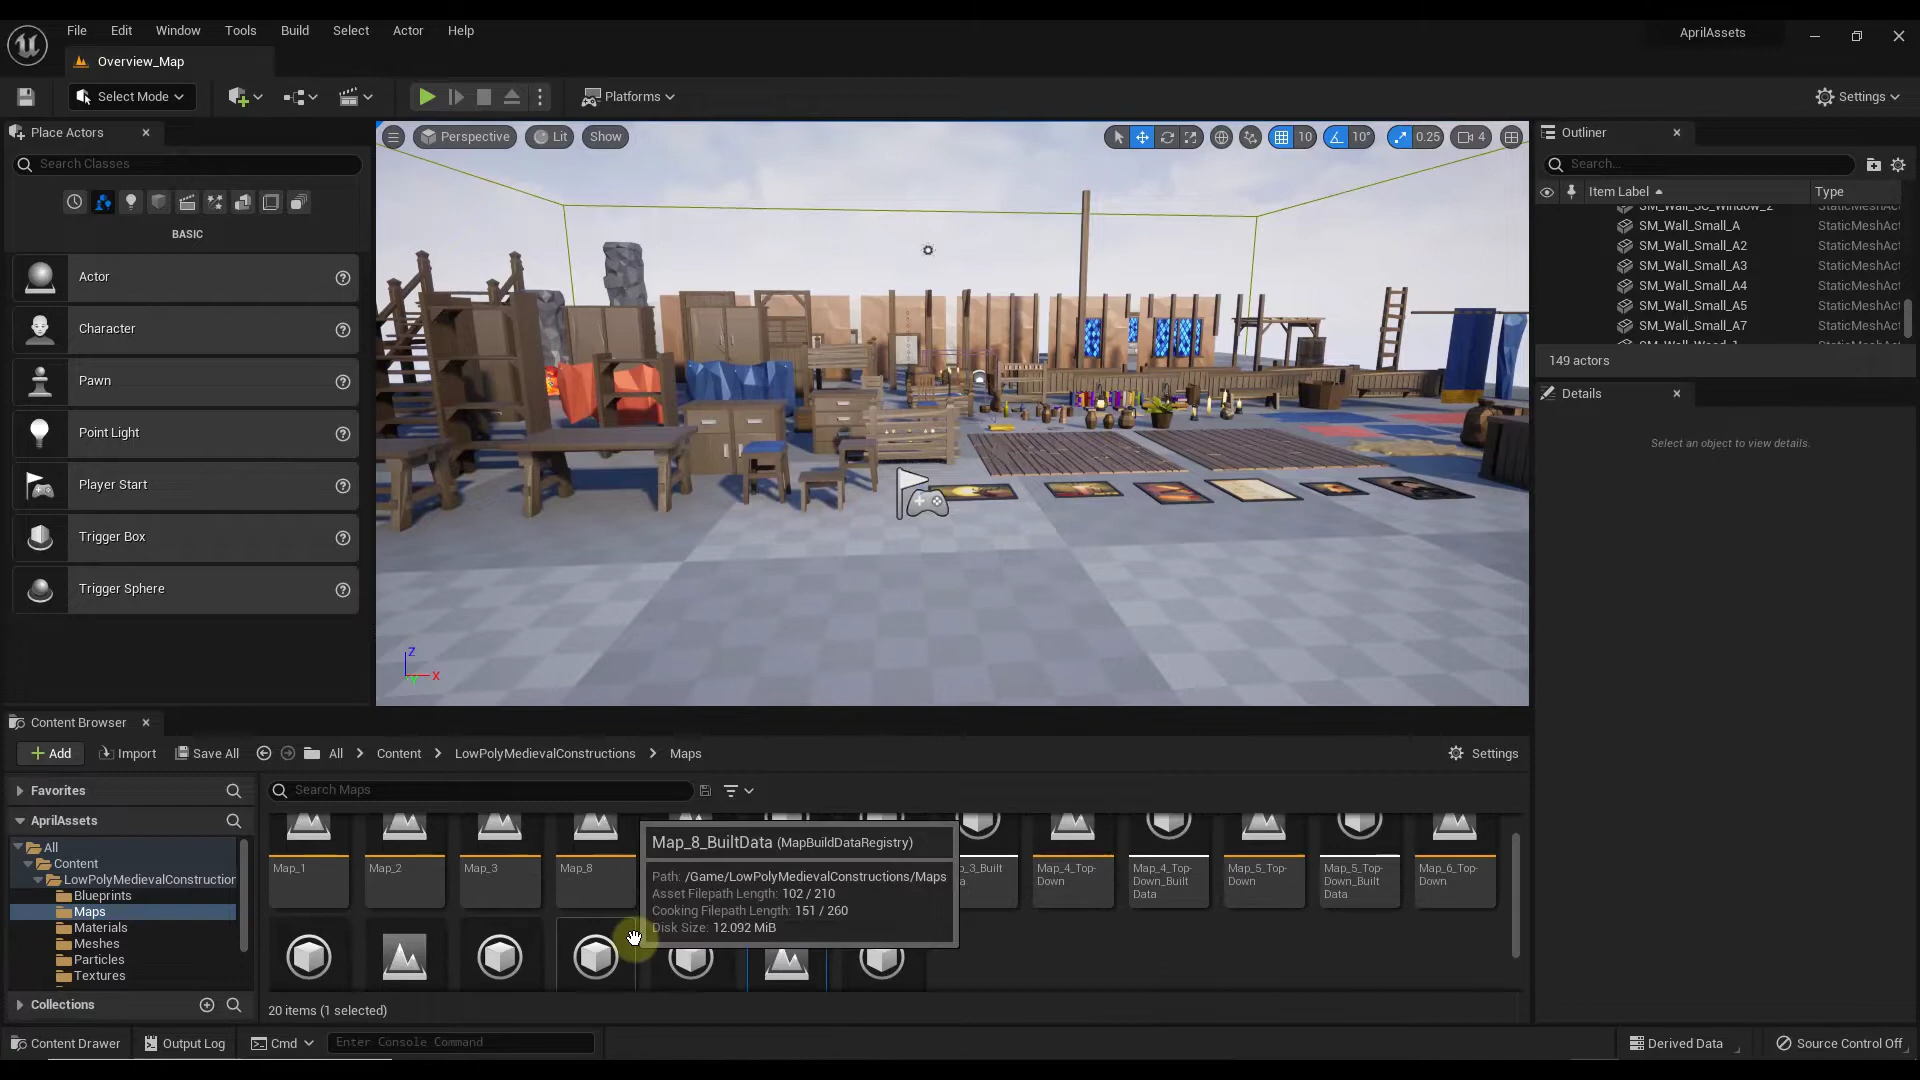 File
Edit
Window
Tools
Build
Select
Actor
Help
AprilAssets
Overview_Map
Select Mode
Platforms
Settings
Place Actors
Search Classes
BASIC
Actor
Character
Pawn
Point Light
Player Start
Trigger Box
Trigger Sphere
Perspective
Lit
Show
10
10°
0.25
4
Z
X
Outliner
Search...
Item Label
Type
SM_Wall_Small_A
StaticMeshAct
SM_Wall_Small_A2
StaticMeshAct
SM_Wall_Small_A3
StaticMeshAct
SM_Wall_Small_A4
StaticMeshAct
SM_Wall_Small_A5
StaticMeshAct
SM_Wall_Small_A7
StaticMeshAct
149 actors
Details
Select an object to view details.
Content Browser
Add
Import
Save All
All
Content
LowPolyMedievalConstructions
Maps
Settings
Favorites
AprilAssets
All
Content
LowPolyMedievalConstruction
Blueprints
Maps
Materials
Meshes
Particles
Textures
Collections
Search Maps
Map_1
Map_2
Map_3
Map_8
Map_8_BuiltData (MapBuildDataRegistry)
Path: /Game/LowPolyMedievalConstructions/Maps
Asset Filepath Length: 102 / 210
Cooking Filepath Length: 151 / 260
Disk Size: 12.092 MiB
Map_4_Top-
Down
Map_4_Top-
Down_Built
Data
Map_5_Top-
Down
Map_5_Top-
Down_Built
Data
Map_6_Top-
Down
20 items (1 selected)
Content Drawer
Output Log
Cmd
Enter Console Command
Derived Data
Source Control Off